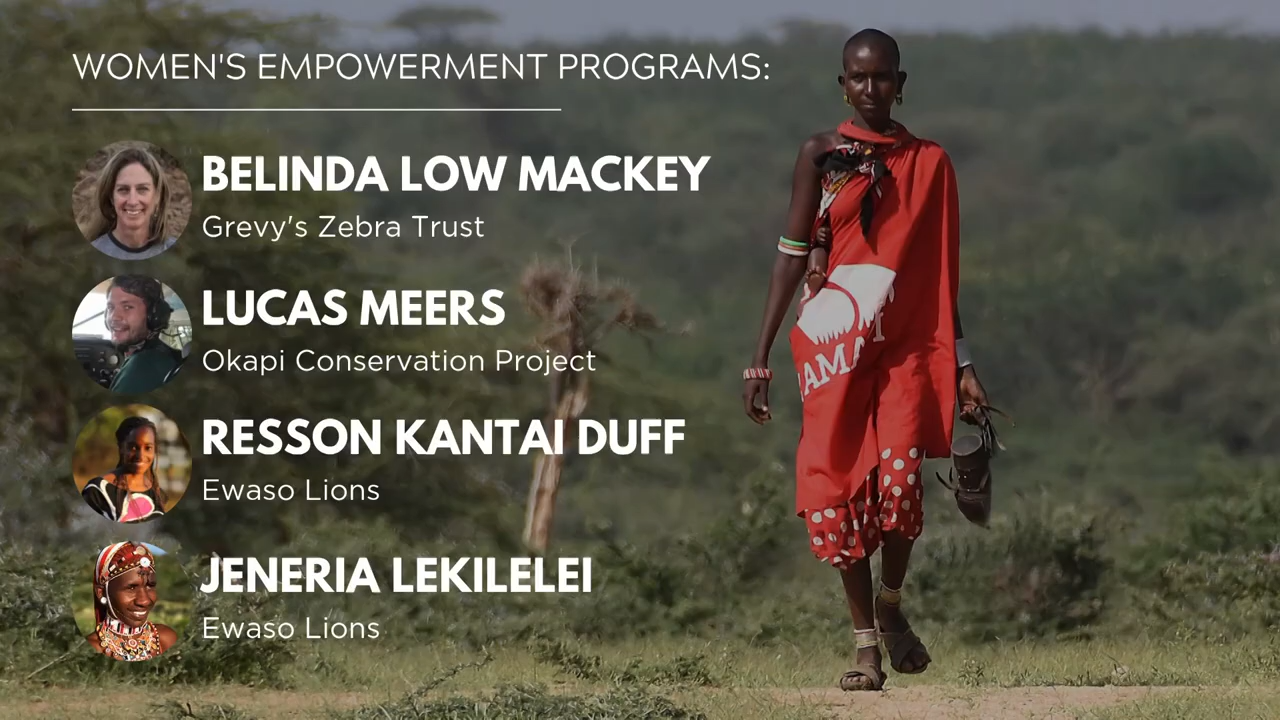 WOMEN'S EMPOWERMENT PROGRAMS:
BELINDA LOW MACKEY
Grevy's Zebra Trust
LUCAS MEERS
Okapi Conservation Project
RESSON KANTAI DUFF
Ewaso Lions
JENERIA LEKILELEI
Ewaso Lions